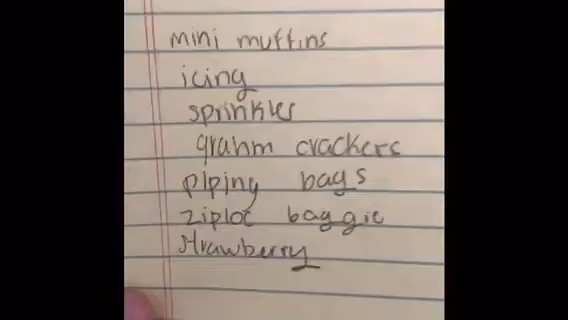 mini muffins
icing
sprinkles
grahm crackers
piping bags
ziploc baggie
strawberry